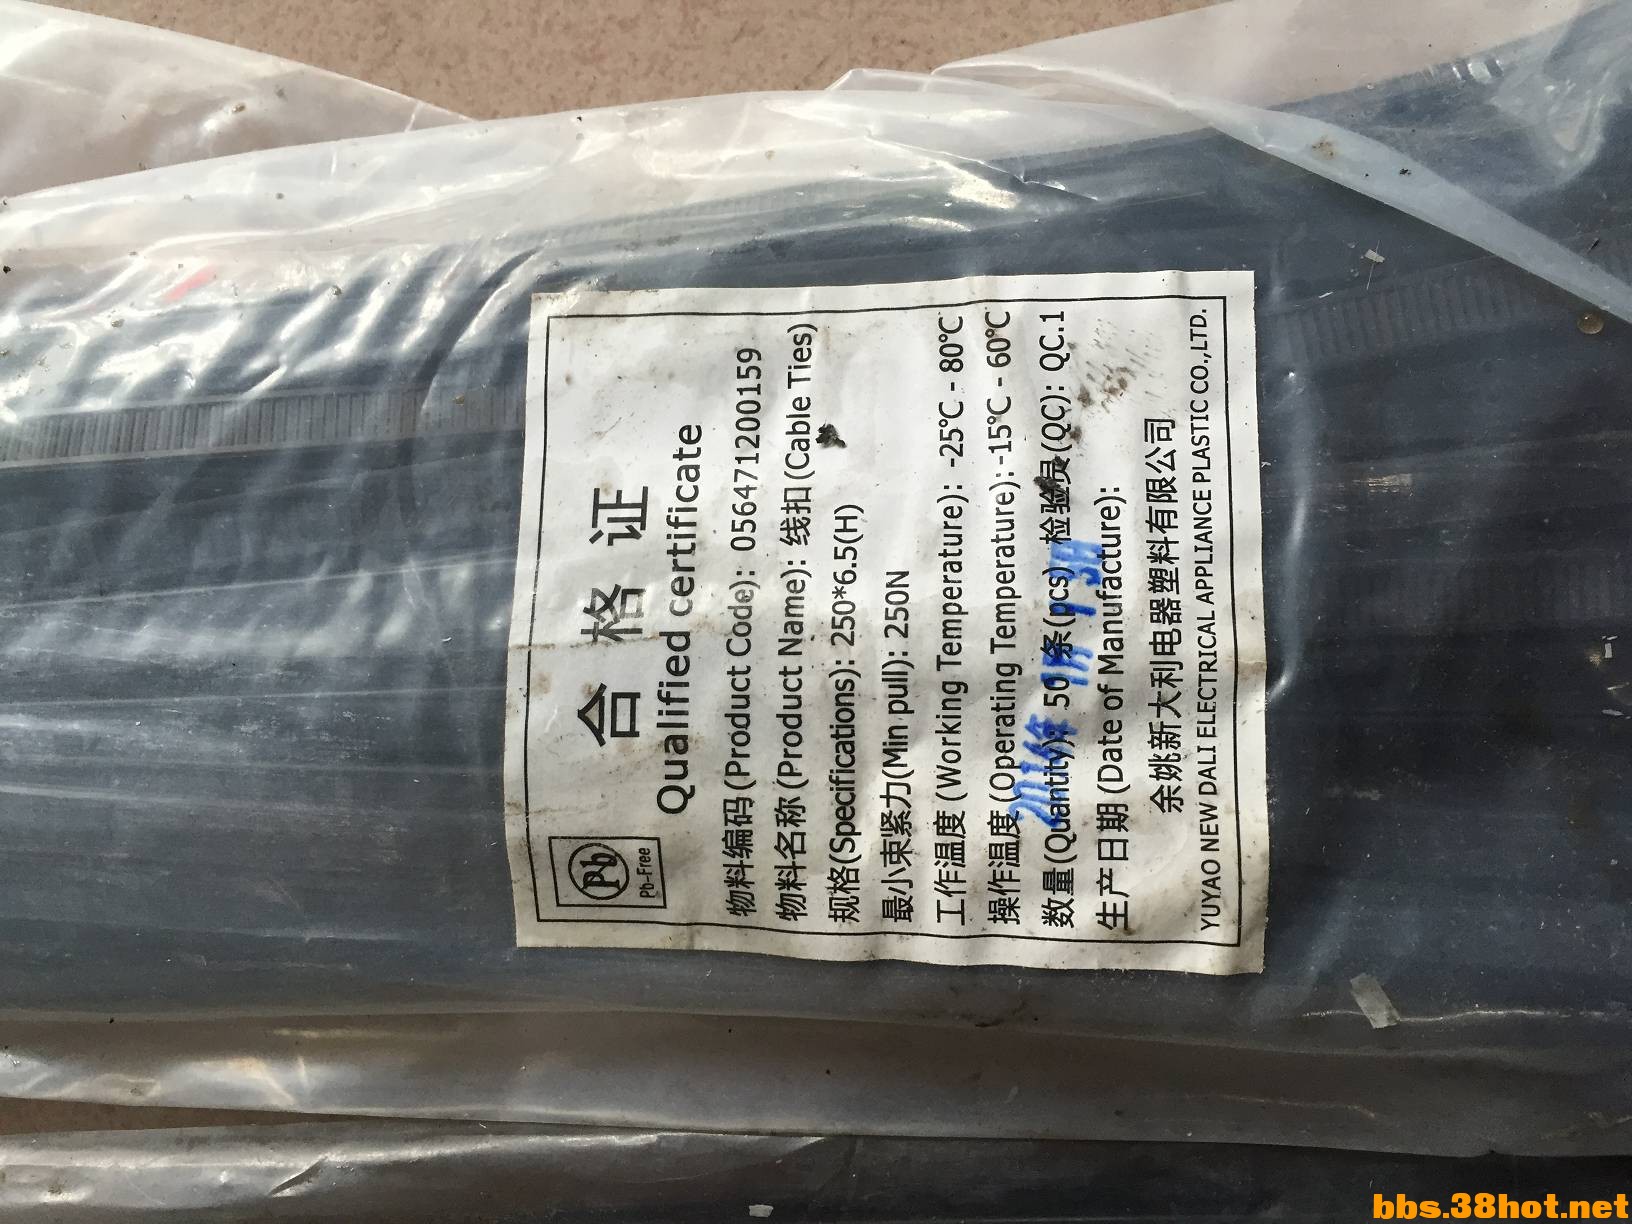 合格证
Qualified certificate
Pb
Pb-Free
物料编码(Product Code): 0564712001​59
物料名称(Product Name): 线扣(Cable Ties)
规格(Specifications): 250*6.5(H)
最小束紧力(Min pull): 250N
工作温度(Working Temperature): -25℃ - 80℃
操作温度(Operating Temperature):-15℃ - 60℃
数量(Quantity): 50 条(pcs) 检验员(QC): QC.1
生产日期(Date of Manufacture):
余姚新大利电器塑料有限公司
YUYAO NEW DALI ELECTRICAL APPLIANCE PLASTIC CO.,LTD.
bbs.38hot.net